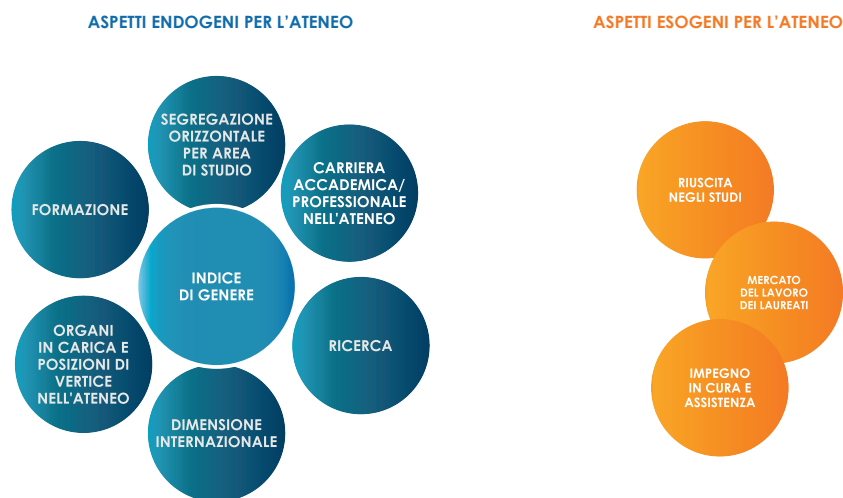 ASPETTI ENDOGENI PER L'ATENEO
ASPETTI ESOGENI PER L'ATENEO
SEGREGAZIONE
ORIZZONTALE
PER AREA
DI STUDIO
CARRIERA
ACCADEMICA/
PROFESSIONALE
NELL'ATENEO
FORMAZIONE
INDICE
DI GENERE
ORGANI
IN CARICA E
POSIZIONI DI
VERTICE
NELL'ATENEO
RICERCA
DIMENSIONE
INTERNAZIONALE
RIUSCITA
NEGLI STUDI
MERCATO
DEL LAVORO
DEI LAUREATI
IMPEGNO
IN CURA E
ASSISTENZA